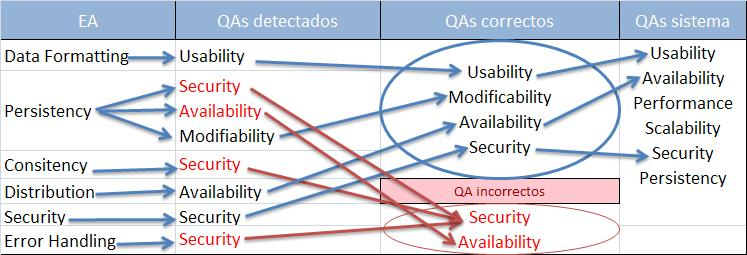 EA QAs detectados QAs correctos QAs sistema
Data Formatting Usability
Persistency Security
Availability
Modifiability
Consitency Security
Distribution Availability
Security Security
Error Handling Security
Usability
Modificability
Availability
Security
QA incorrectos
Security
Availability
Usability
Availability
Performance
Scalability
Security
Persistency